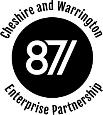 Cheshire and Warrington
87//
Enterprise Partnership